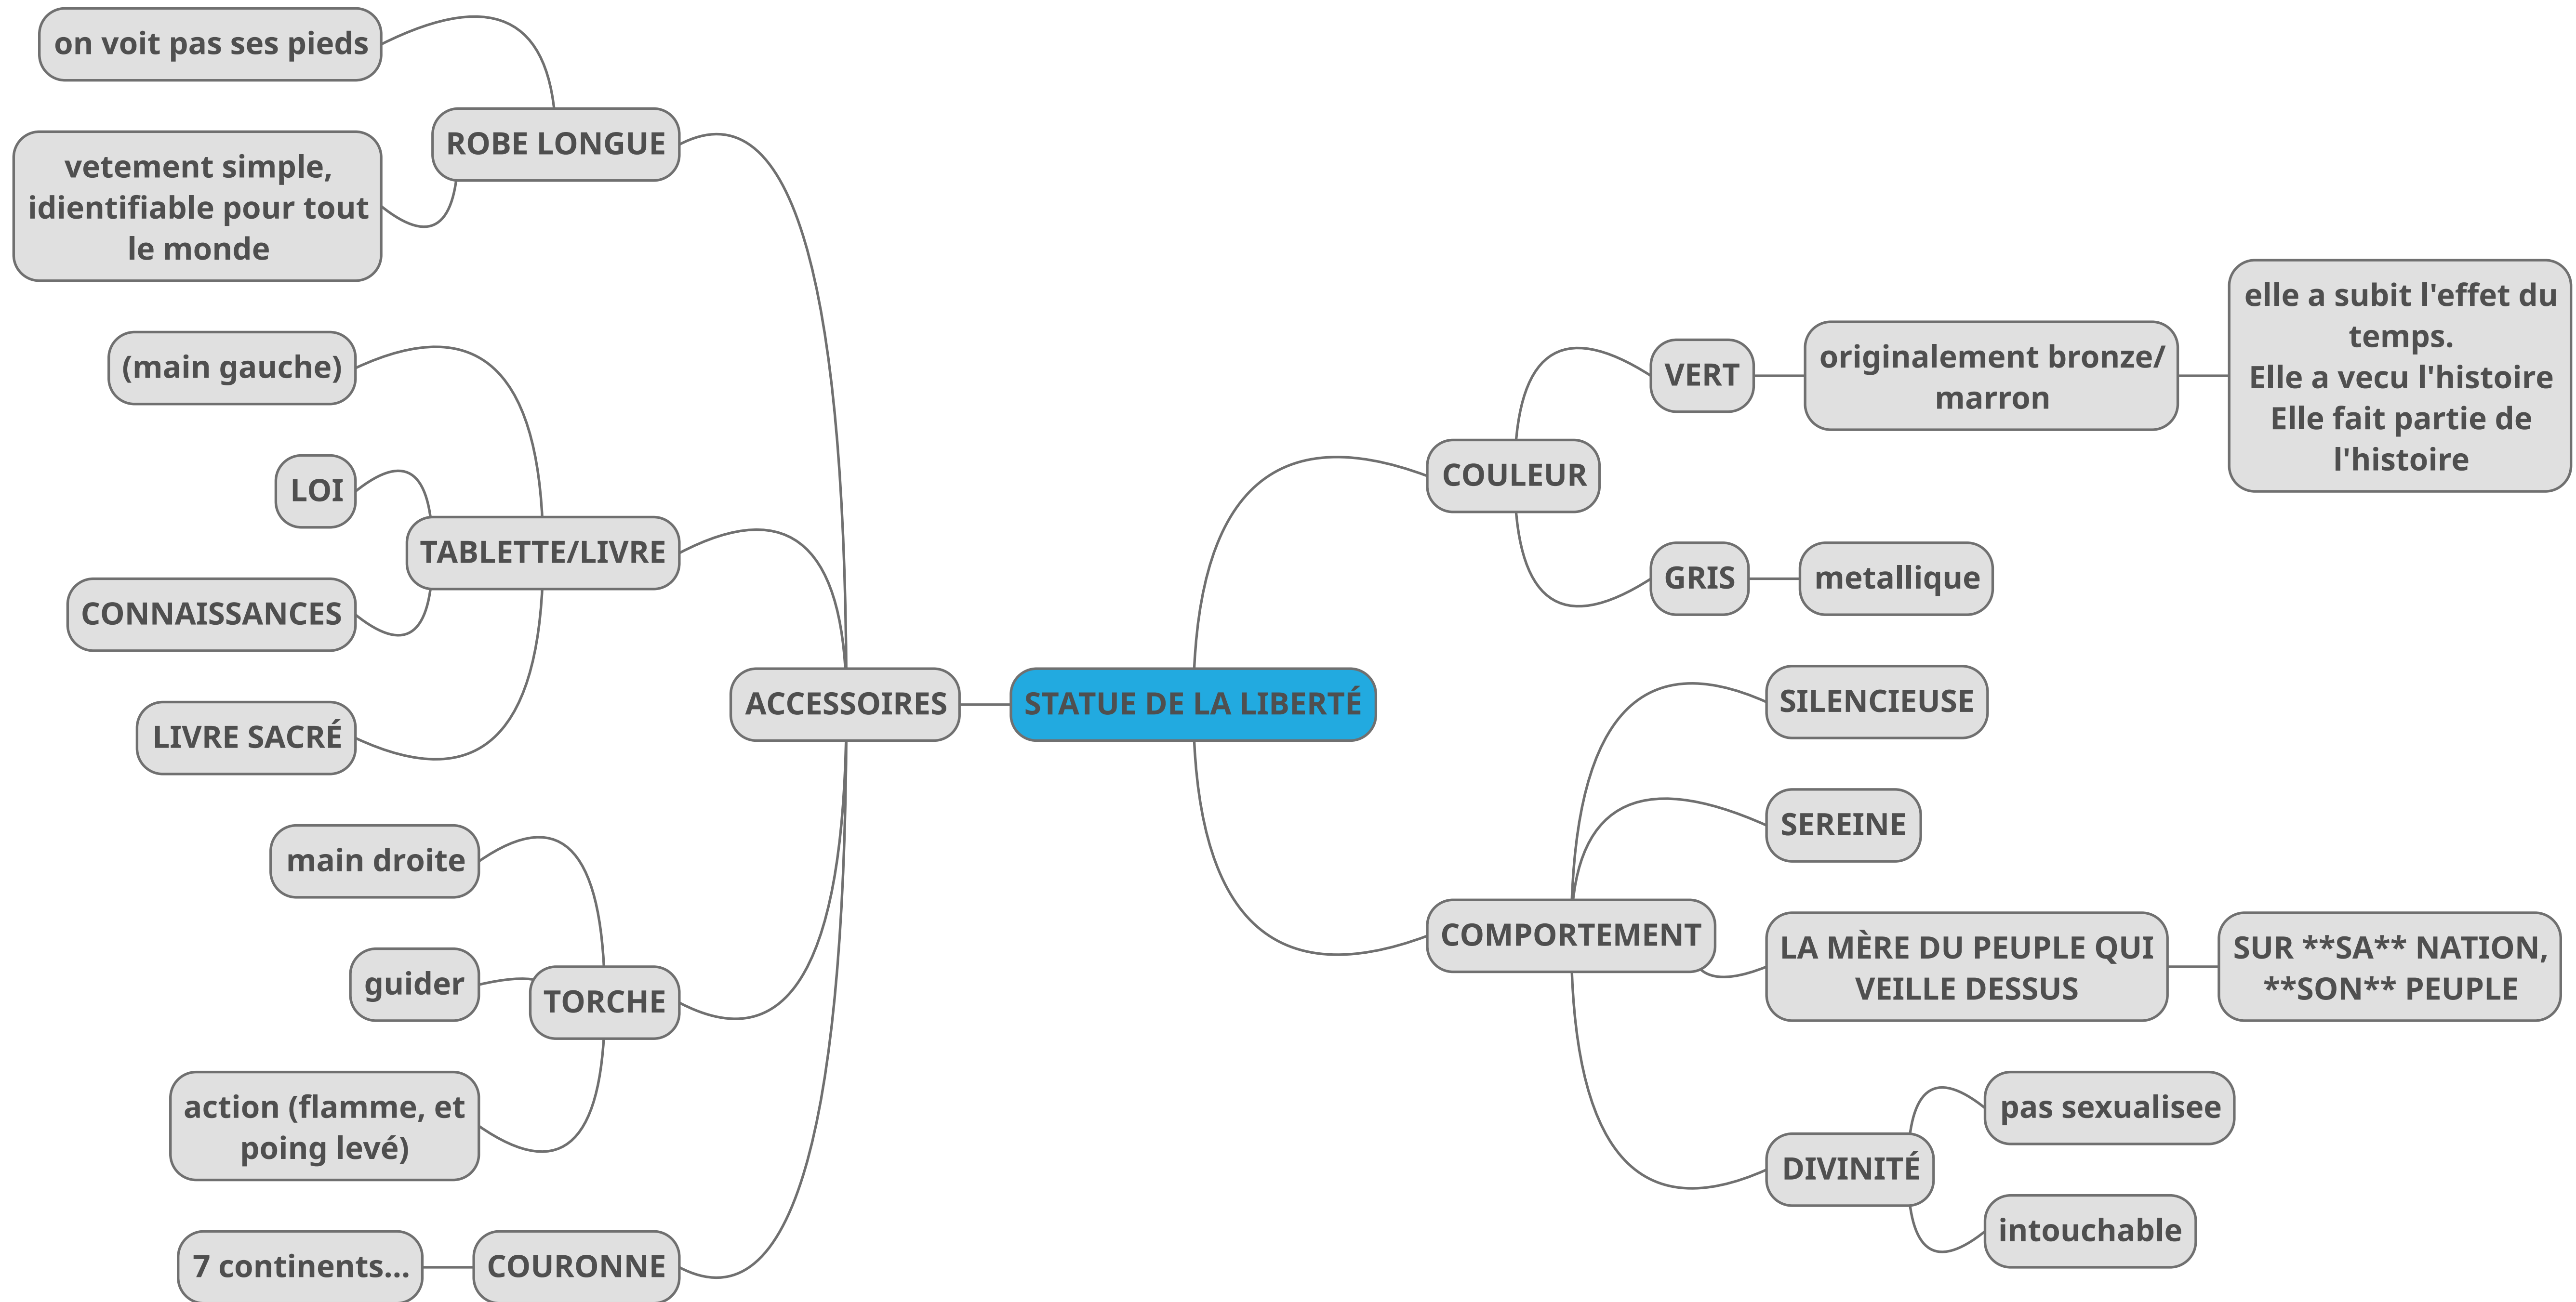 on voit pas ses pieds
ROBE LONGUE
vetement simple,
idientifiable pour tout
le monde
(main gauche)
LOI
TABLETTE/LIVRE
CONNAISSANCES
LIVRE SACRÉ
ACCESSOIRES
main droite
guider
TORCHE
action (flamme, et
poing levé)
7 continents...
COURONNE
STATUE DE LA LIBERTÉ
COULEUR
VERT
originalement bronze/
marron
elle a subit l'effet du
temps.
Elle a vecu l'histoire
Elle fait partie de
l'histoire
GRIS
metallique
COMPORTEMENT
SILENCIEUSE
SEREINE
LA MÈRE DU PEUPLE QUI
VEILLE DESSUS
SUR **SA** NATION,
**SON** PEUPLE
DIVINITÉ
pas sexualisee
intouchable